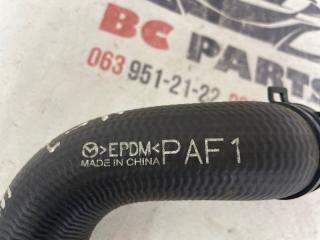 BC PARTS
063 951-21-22
>EPDM< PAF1
MADE IN CHINA